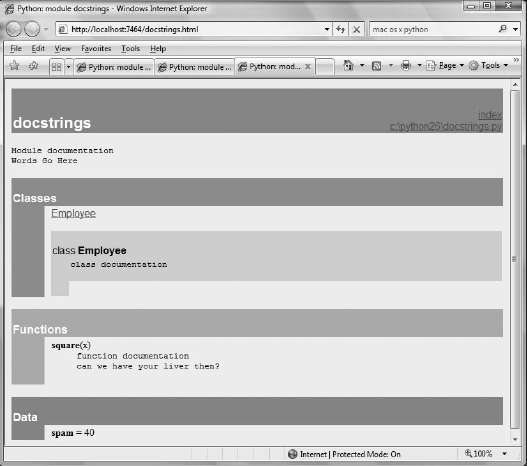 Python: module docstrings - Windows Internet Explorer
http://localhost:7464/docstrings.html
mac os x python
File Edit View Favorites Tools Help
Python: module ...
Python: module ...
Python: mod...
Page
Tools
docstrings
index
c:\python26\docstrings.py
Module documentation
Words Go Here
Classes
Employee
class Employee
class documentation
Functions
square(x)
function documentation
can we have your liver then?
Data
spam = 40
Internet | Protected Mode: On
100%